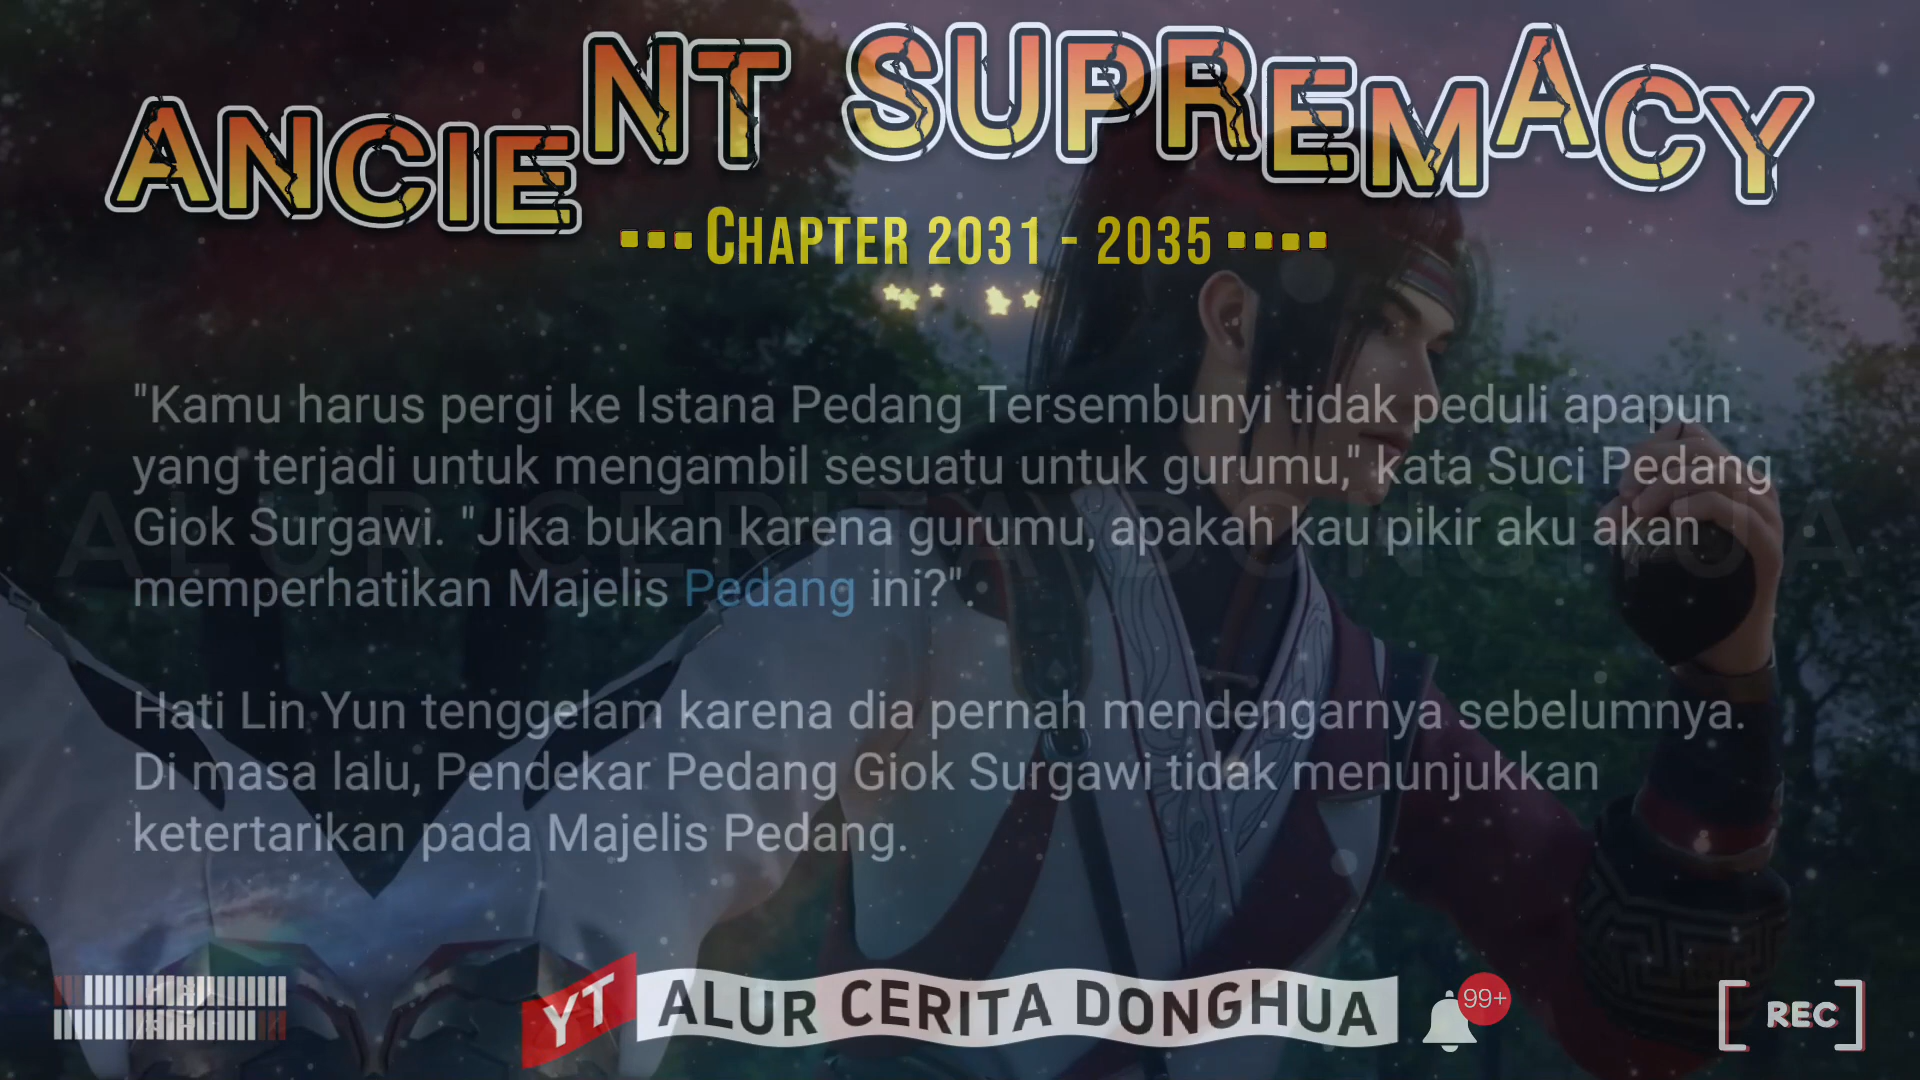 ANCIENT SUPREMACY
CHAPTER 2031 - 2035
"Kamu harus pergi ke Istana Pedang Tersembunyi tidak peduli apapun
yang terjadi untuk mengambil sesuatu untuk gurumu," kata Suci Pedang
Giok Surgawi. "Jika bukan karena gurumu, apakah kau pikir aku akan
memperhatikan Majelis Pedang ini?".
ALUR CERITA DONGHUA
Hati Lin Yun tenggelam karena dia pernah mendengarnya sebelumnya.
Di masa lalu, Pendekar Pedang Giok Surgawi tidak menunjukkan
ketertarikan pada Majelis Pedang.
YT ALUR CERITA DONGHUA
99+
REC